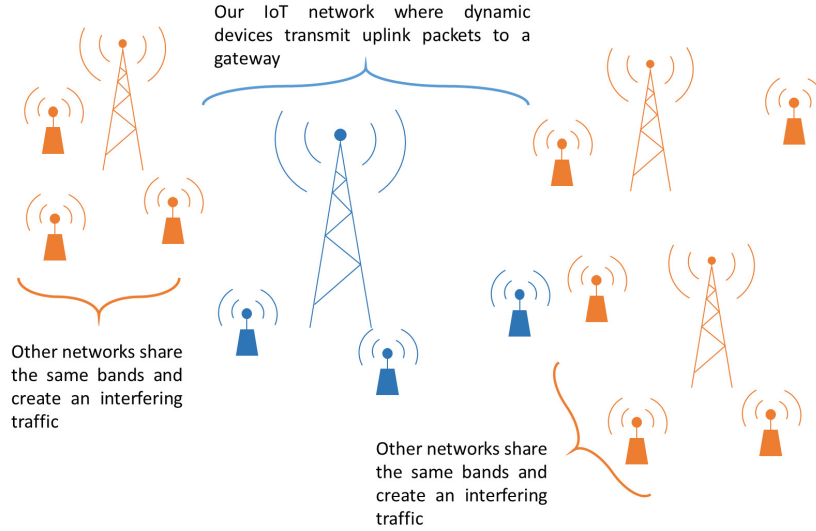 Our IoT network where dynamic
devices transmit uplink packets to a
gateway
Other networks share
the same bands and
create an interfering
traffic
Other networks share
the same bands and
create an interfering
traffic